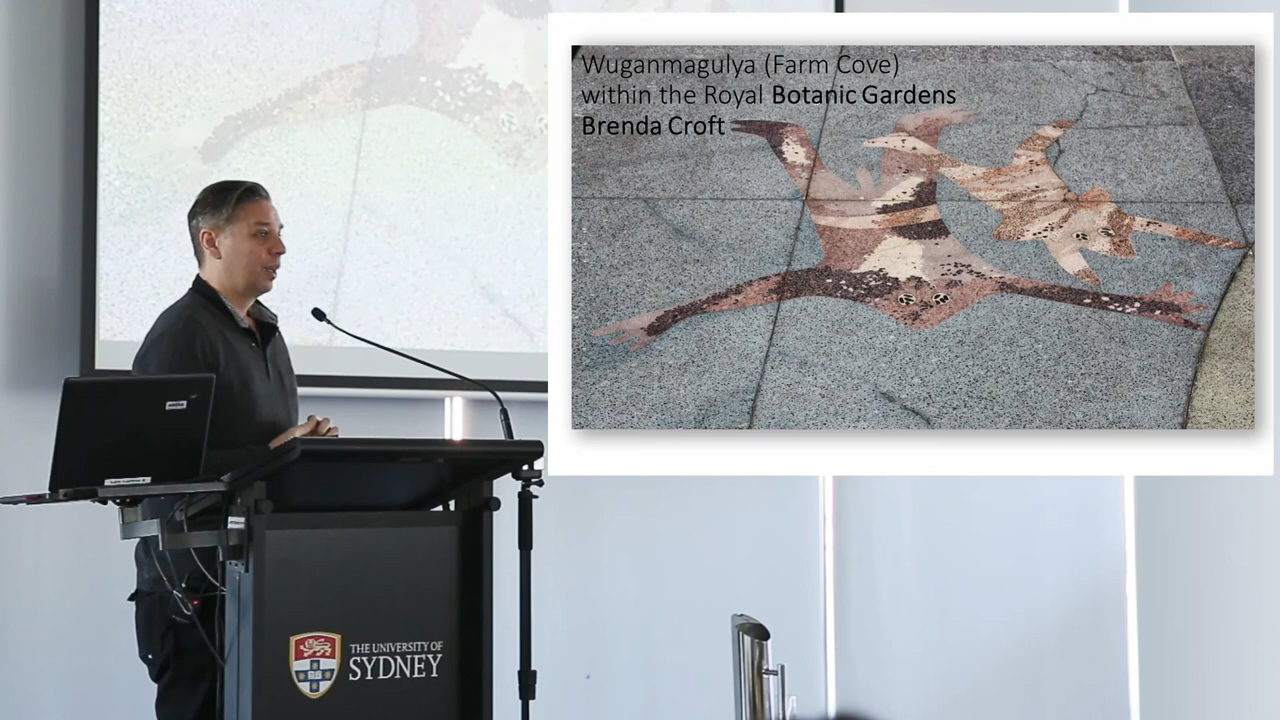 Wuganmagulya (Farm Cove)
within the Royal Botanic Gardens
Brenda Croft
THE UNIVERSITY OF
SYDNEY